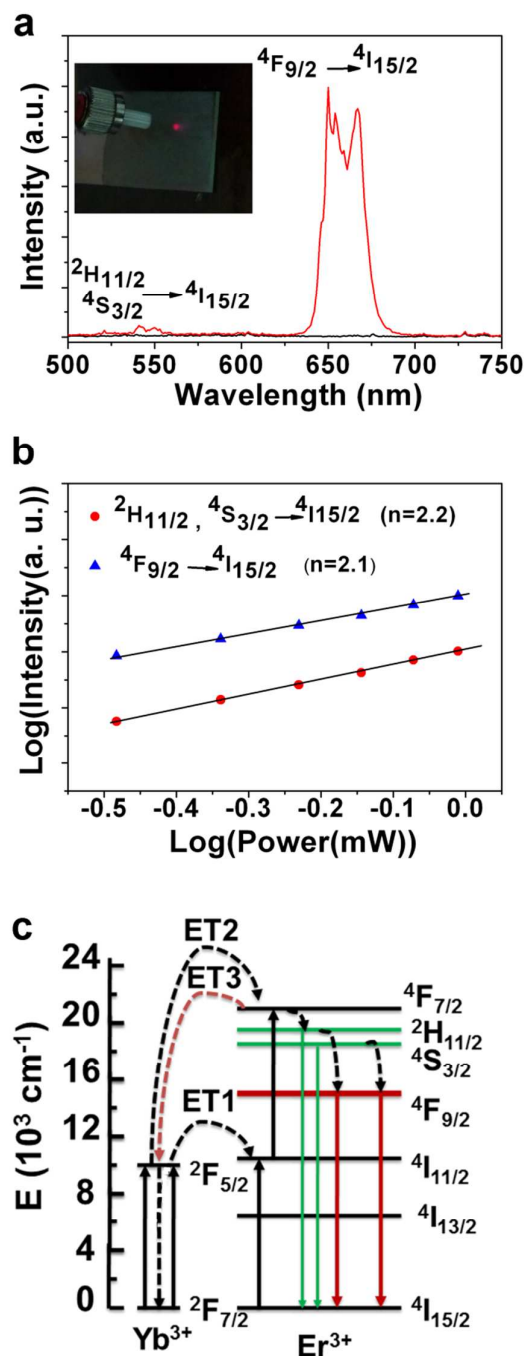 a
Intensity (a.u.)
⁴F₉/₂ → ⁴I₁₅/₂
²H₁₁/₂
⁴S₃/₂ → ⁴I₁₅/₂
500 550 600 650 700 750
Wavelength (nm)
b
Log(Intensity(a. u.))
²H₁₁/₂ , ⁴S₃/₂ → ⁴I15/2 (n=2.2)
⁴F₉/₂ → ⁴I₁₅/₂ (n=2.1)
-0.5 -0.4 -0.3 -0.2 -0.1 0.0
Log(Power(mW))
c
E (10³ cm⁻¹)
24
20
16
12
8
4
0
ET2
ET3
ET1
⁴F₇/₂
²H₁₁/₂
⁴S₃/₂
⁴F₉/₂
²F₅/₂
⁴I₁₁/₂
⁴I₁₃/₂
²F₇/₂
⁴I₁₅/₂
Yb³⁺
Er³⁺